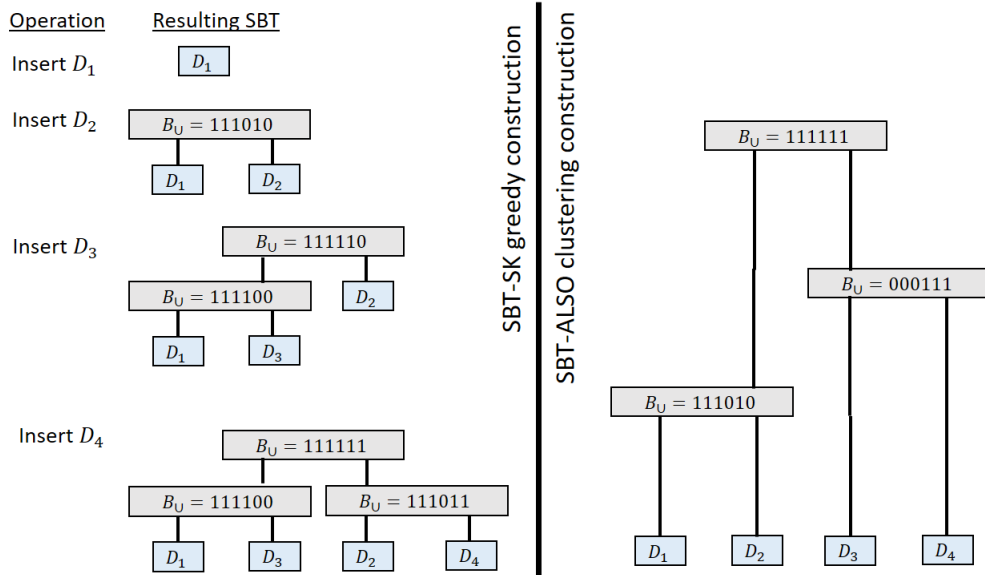 Operation Resulting SBT
Insert D₁
D₁
Insert D₂
B∪ = 111010
D₁ D₂
Insert D₃
B∪ = 111110
B∪ = 111100 D₂
D₁ D₃
Insert D₄
B∪ = 111111
B∪ = 111100 B∪ = 111011
D₁ D₃ D₂ D₄
SBT-SK greedy construction
SBT-ALSO clustering construction
B∪ = 111111
B∪ = 000111
B∪ = 111010
D₁ D₂ D₃ D₄